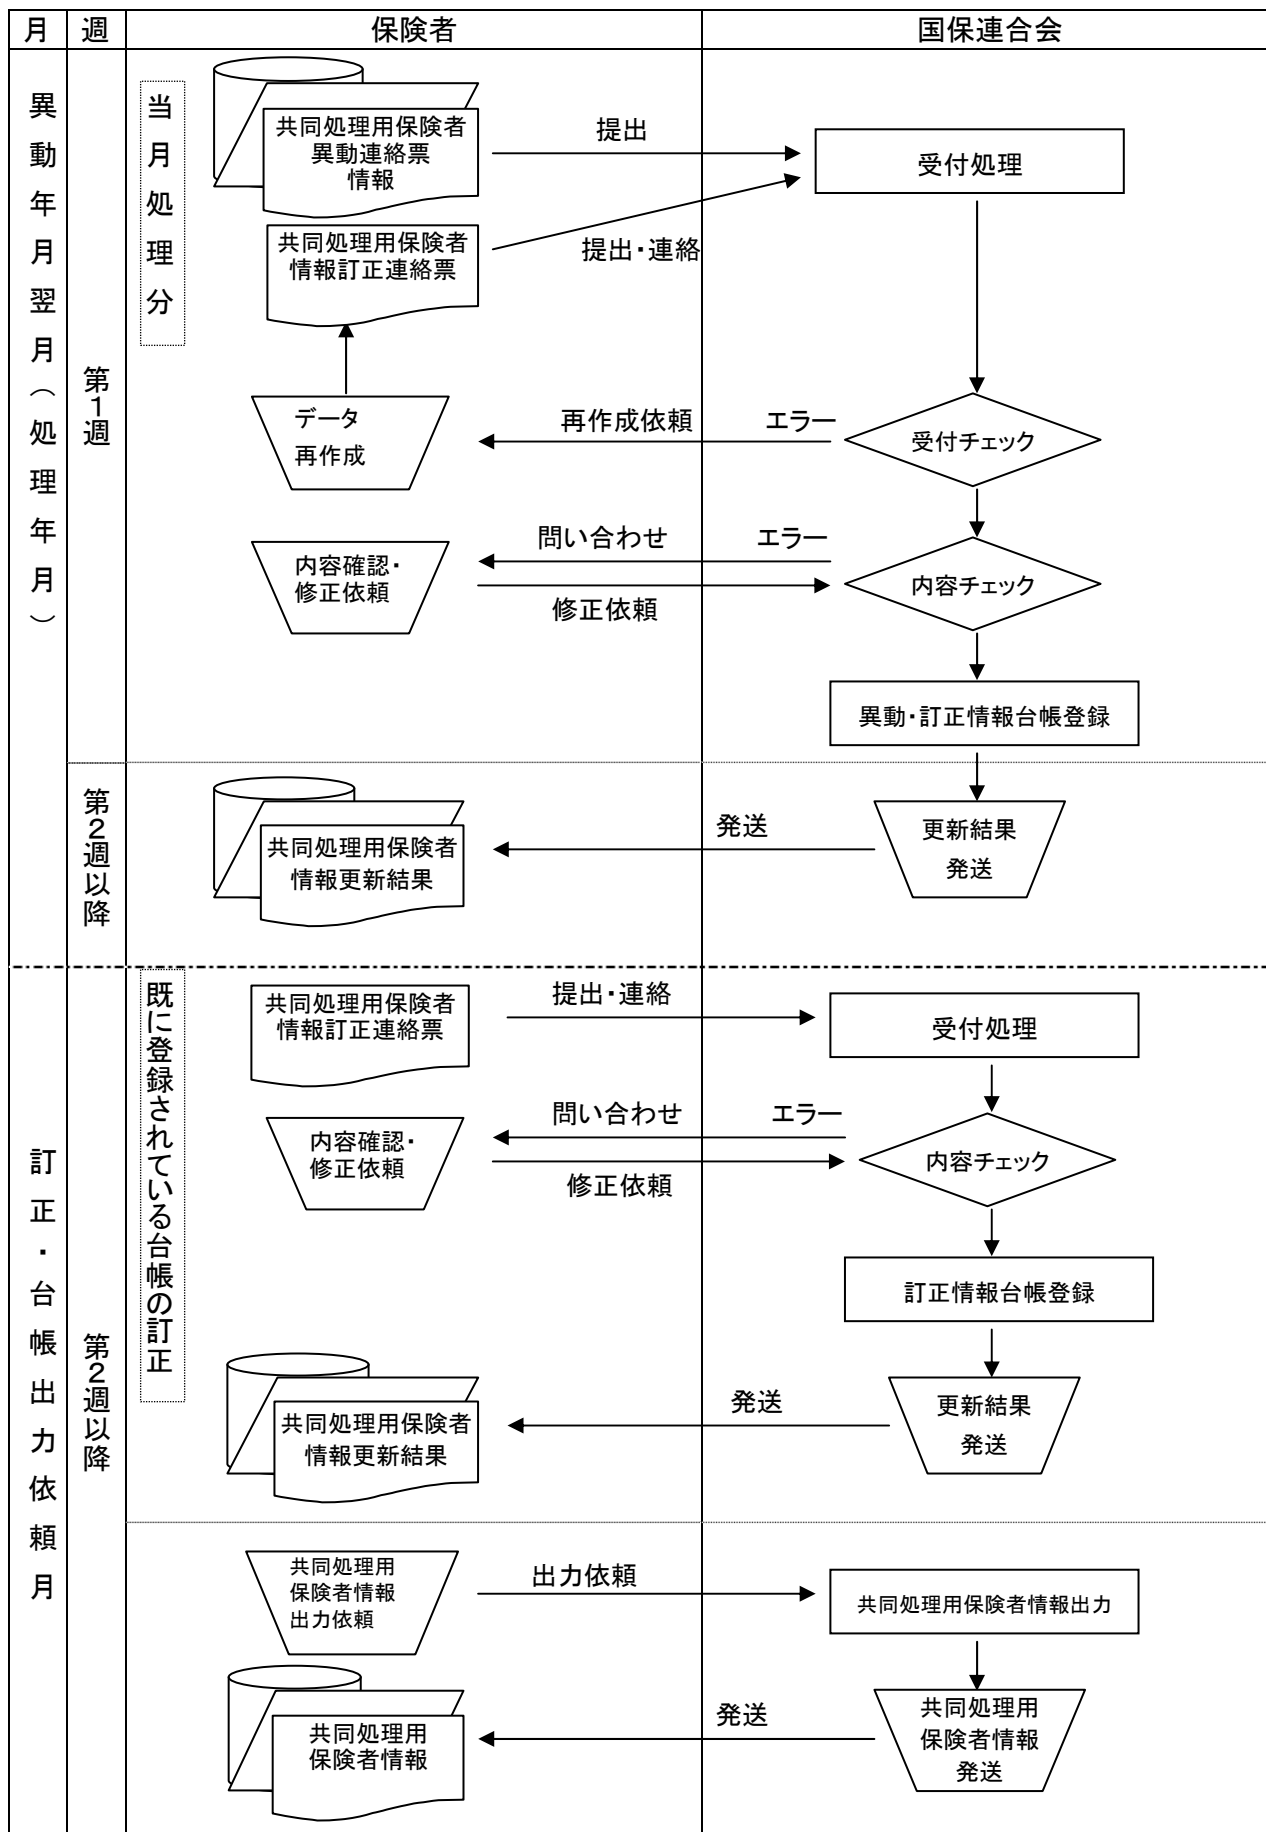 月
週
保険者
国保連合会
異動年月翌月（処理年月）
第1週
当月処理分
共同処理用保険者
異動連絡票
情報
提出
受付処理
共同処理用保険者
情報訂正連絡票
提出・連絡
データ
再作成
再作成依頼
エラー
受付チェック
内容確認・
修正依頼
問い合わせ
エラー
修正依頼
内容チェック
異動・訂正情報台帳登録
第2週以降
共同処理用保険者
情報更新結果
発送
更新結果
発送
訂正・台帳出力依頼月
第2週以降
既に登録されている台帳の訂正
共同処理用保険者
情報訂正連絡票
提出・連絡
受付処理
内容確認・
修正依頼
問い合わせ
エラー
修正依頼
内容チェック
訂正情報台帳登録
共同処理用保険者
情報更新結果
発送
更新結果
発送
共同処理用
保険者情報
出力依頼
出力依頼
共同処理用保険者情報出力
共同処理用
保険者情報
発送
共同処理用
保険者情報
発送